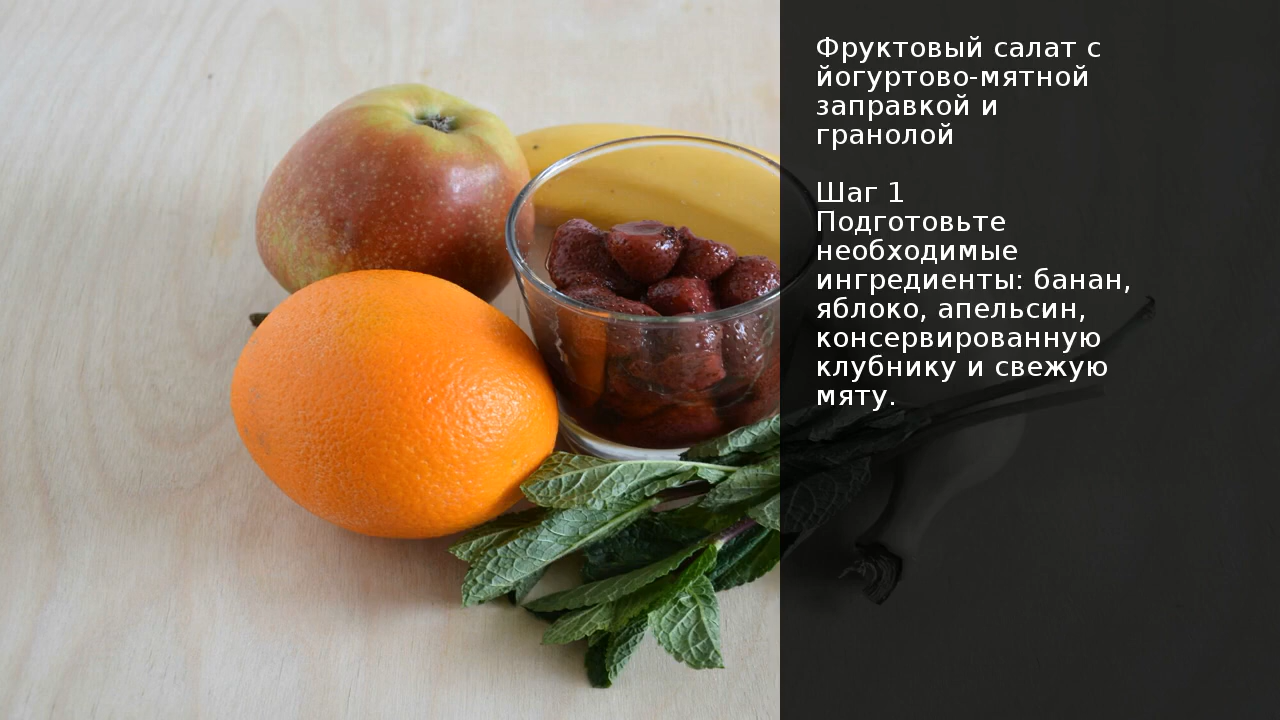 Фруктовый салат с
йогуртово-мятной
заправкой и
гранолой
Шаг 1
Подготовьте
необходимые
ингредиенты: банан,
яблоко, апельсин,
консервированную
клубнику и свежую
мяту.